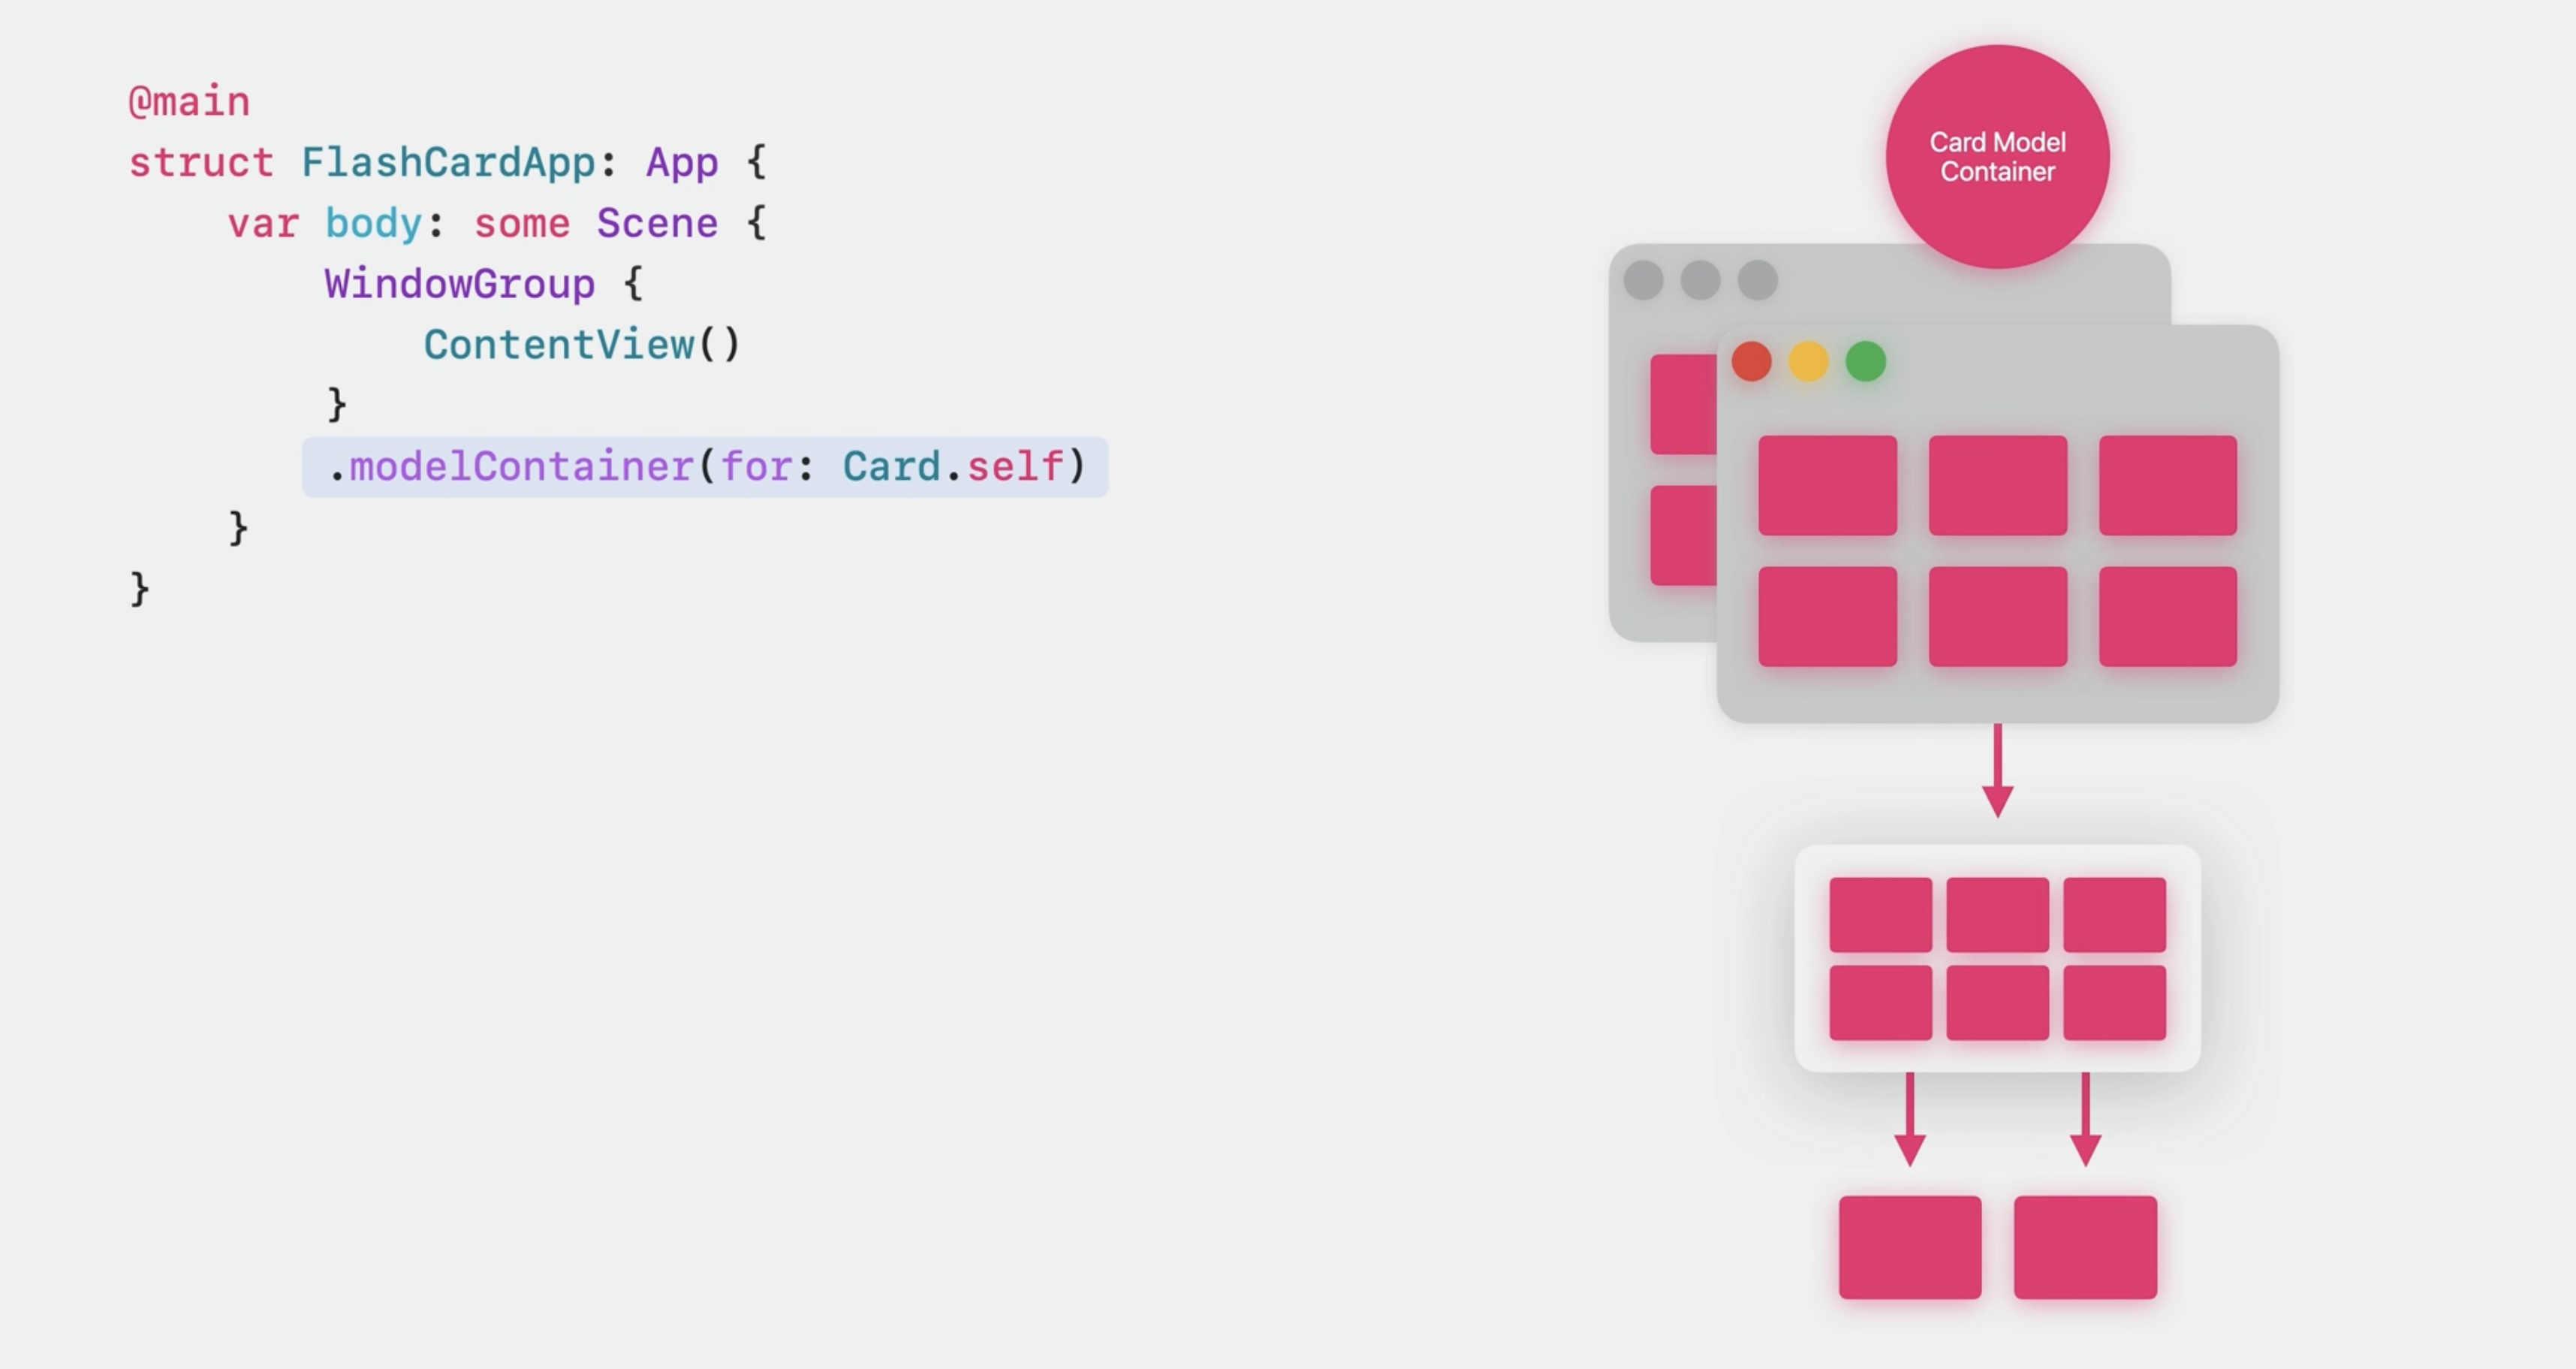 @main
struct FlashCardApp: App {
    var body: some Scene {
        WindowGroup {
            ContentView()
        }
        .modelContainer(for: Card.self)
    }
}
Card Model
Container